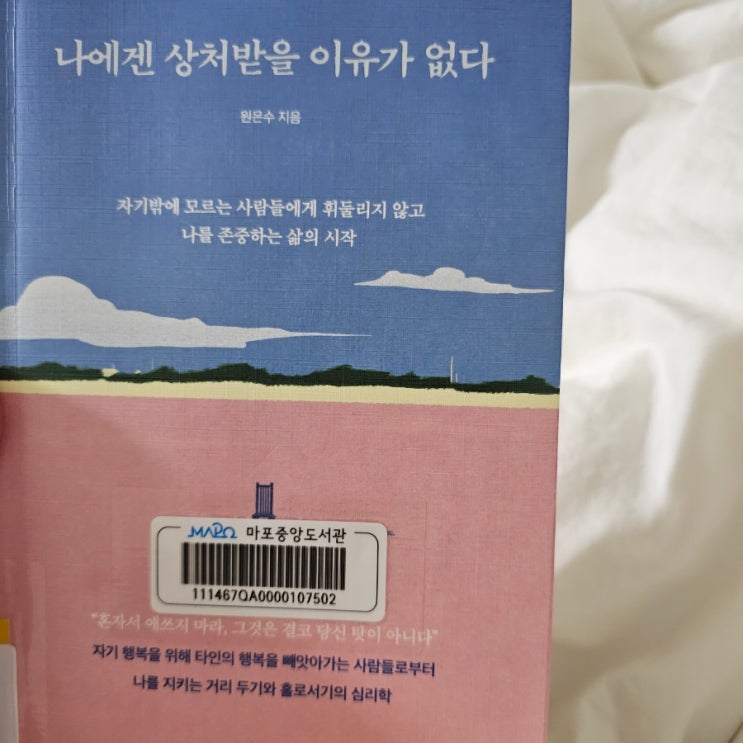 나에겐 상처받을 이유가 없다
원은수 지음
자기밖에 모르는 사람들에게 휘둘리지 않고
나를 존중하는 삶의 시작
MAPO 마포중앙도서관
111467QA0000107502
"혼자서 애쓰지 마라, 그것은 결코 당신 탓이 아니다"
자기 행복을 위해 타인의 행복을 빼앗아가는 사람들로부터
나를 지키는 거리 두기와 홀로서기의 심리학